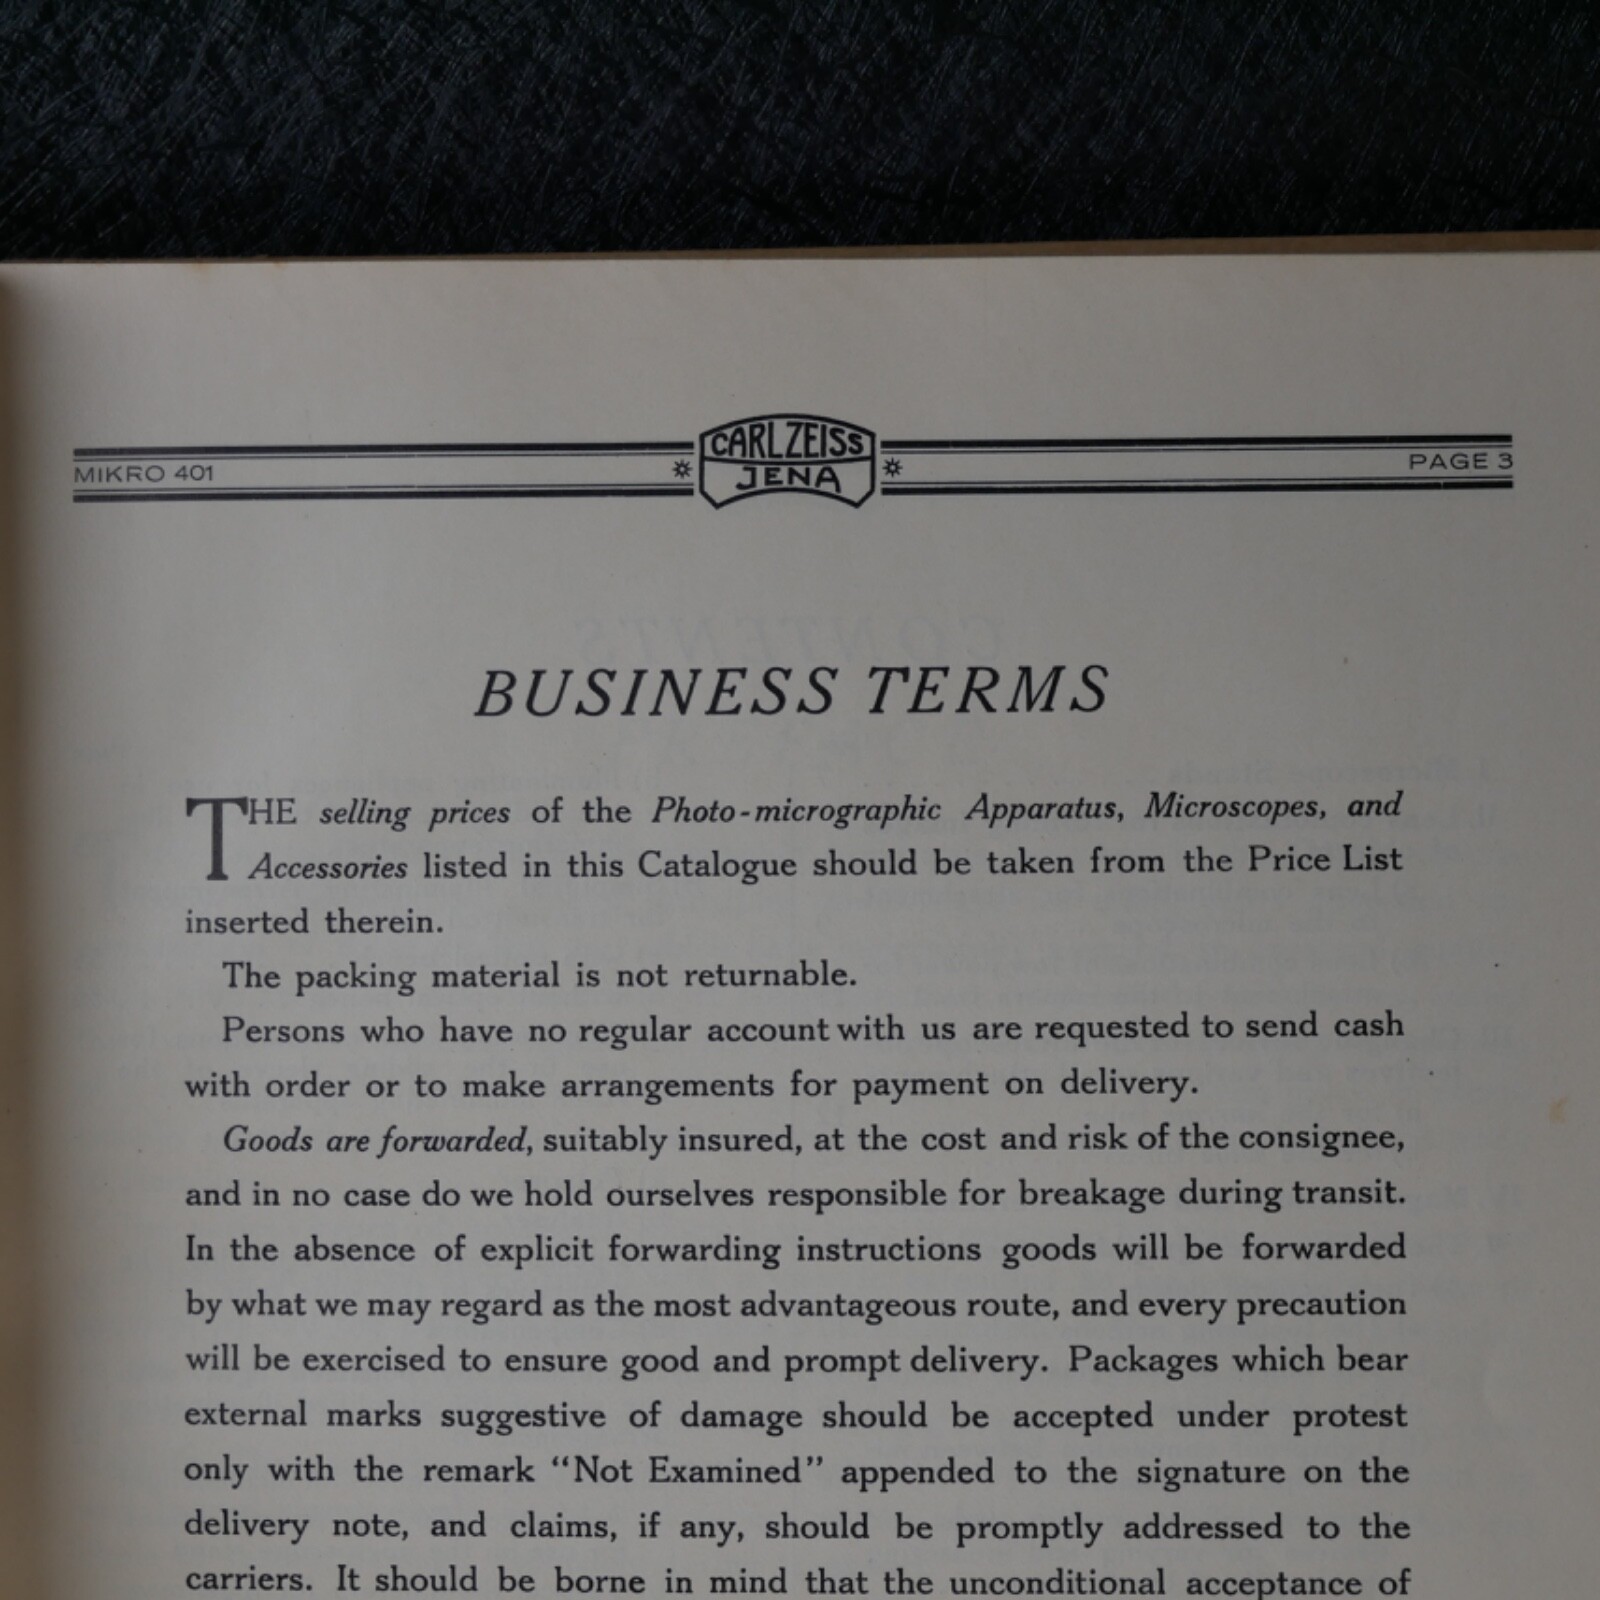 MIKRO 401
CARL ZEISS
JENA
PAGE 3
BUSINESS TERMS
THE selling prices of the Photo-micrographic Apparatus, Microscopes, and
Accessories listed in this Catalogue should be taken from the Price List
inserted therein.
The packing material is not returnable.
Persons who have no regular account with us are requested to send cash
with order or to make arrangements for payment on delivery.
Goods are forwarded, suitably insured, at the cost and risk of the consignee,
and in no case do we hold ourselves responsible for breakage during transit.
In the absence of explicit forwarding instructions goods will be forwarded
by what we may regard as the most advantageous route, and every precaution
will be exercised to ensure good and prompt delivery. Packages which bear
external marks suggestive of damage should be accepted under protest
only with the remark “Not Examined” appended to the signature on the
delivery note, and claims, if any, should be promptly addressed to the
carriers. It should be borne in mind that the unconditional acceptance of